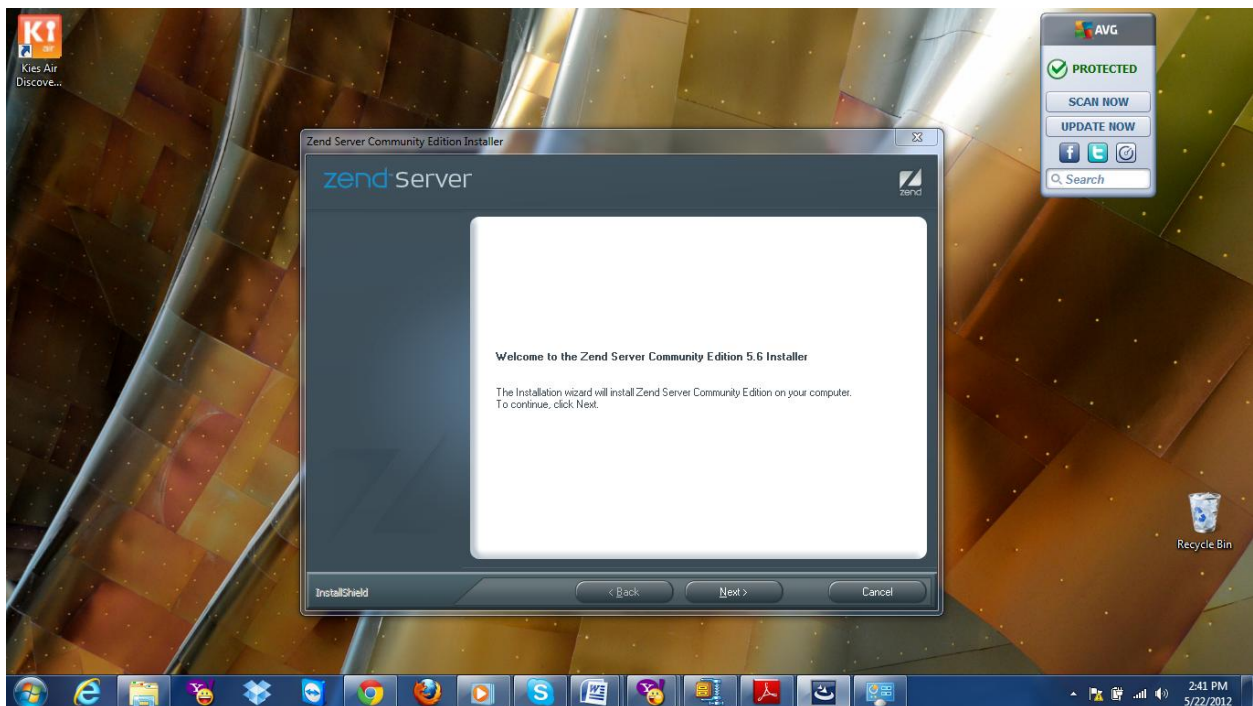 Kies Air
Discove...
AVG
PROTECTED
SCAN NOW
UPDATE NOW
Search
Zend Server Community Edition Installer
zend server
zend
Welcome to the Zend Server Community Edition 5.6 Installer
The Installation wizard will install Zend Server Community Edition on your computer.
To continue, click Next.
InstallShield
< Back
Next >
Cancel
Recycle Bin
2:41 PM
5/22/2012